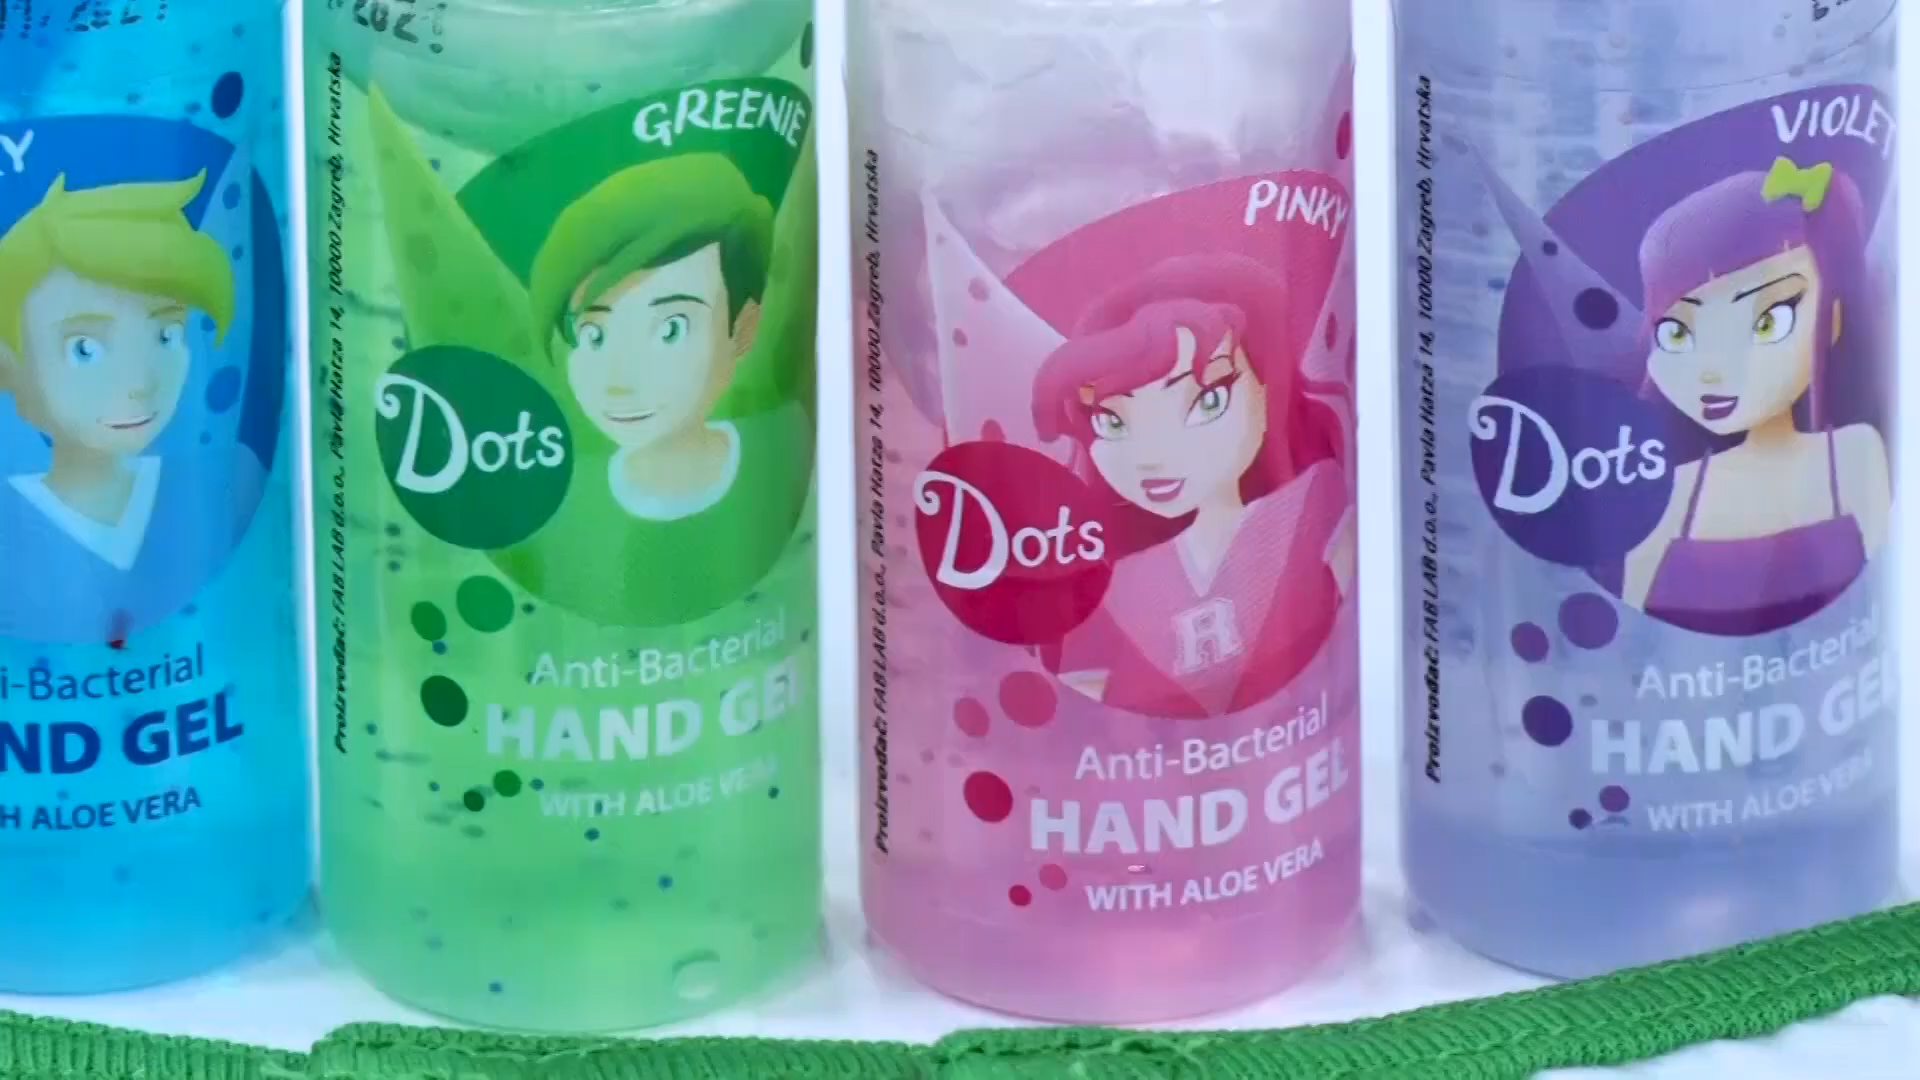 Y
i-Bacterial
ND GEL
H ALOE VERA
Proizvođač: FAB LAB d.o.o., Pavla Hatza 14, 10000 Zagreb, Hrvatska
GREENIE
Dots
Anti-Bacterial
HAND GEL
WITH ALOE VERA
Proizvođač: FAB LAB d.o.o., Pavla Hatza 14, 10000 Zagreb, Hrvatska
PINKY
Dots
R
Anti-Bacterial
HAND GEL
WITH ALOE VERA
Proizvođač: FAB LAB d.o.o., Pavla Hatza 14, 10000 Zagreb, Hrvatska
VIOLET
Dots
Anti-Bacterial
HAND GEL
WITH ALOE VERA